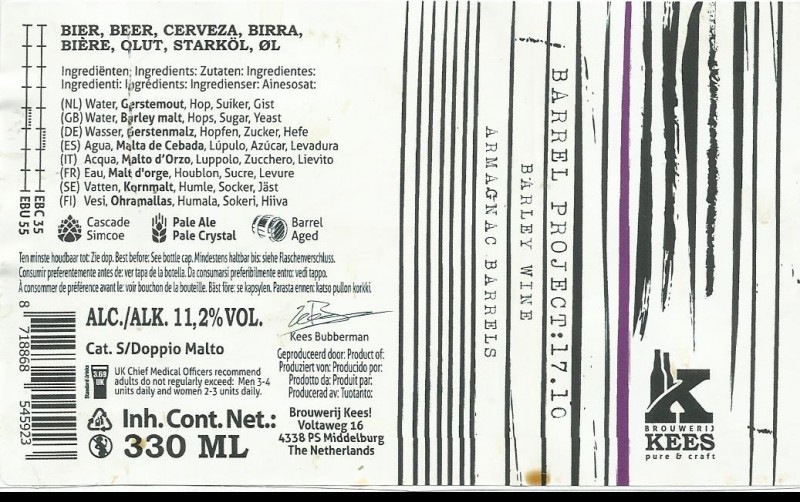 BIER, BEER, CERVEZA, BIRRA,
BIÈRE, OLUT, STARKÖL, ØL
Ingrediënten; Ingredients: Zutaten: Ingredientes:
Ingredienti: Ingrédients: Ingredienser: Ainesosat:
(NL) Water, Gerstemout, Hop, Suiker, Gist
(GB) Water, Barley malt, Hops, Sugar, Yeast
(DE) Wasser, Gerstenmalz, Hopfen, Zucker, Hefe
(ES) Agua, Malta de Cebada, Lúpulo, Azúcar, Levadura
(IT) Acqua, Malto d'Orzo, Luppolo, Zucchero, Lievito
(FR) Eau, Malt d'orge, Houblon, Sucre, Levure
(SE) Vatten, Kornmalt, Humle, Socker, Jäst
(FI) Vesi, Ohramallas, Humala, Sokeri, Hiiva
EBC 35
EBU 55
Cascade
Simcoe
Pale Ale
Pale Crystal
Barrel
Aged
Ten minste houdbaar tot: Zie dop. Best before: See bottle cap. Mindestens haltbar bis: siehe Flaschenverschluss.
Consumir preferentemente antes de: ver tapa de la botella. Da consumarsi preferibilmente entro: vedi tappo.
À consommer de préférence avant le: voir bouchon de la bouteille. Bäst före: se kapsylen. Parasta ennen: katso pullon korkki.
8 718868 545923
ALC./ALK. 11,2% VOL.
Cat. S/Doppio Malto
Standard drinks
3.69
UK
UK Chief Medical Officers recommend
adults do not regularly exceed: Men 3-4
units daily and women 2-3 units daily.
Inh. Cont. Net.:
330 ML
Kees Bubberman
Geproduceerd door: Product of:
Produziert von: Producido por:
Prodotto da: Produit par:
Producerad av: Tuotanto:
Brouwerij Kees!
Voltaweg 16
4338 PS Middelburg
The Netherlands
BARREL PROJECT:17.10
BARLEY WINE
ARMAGNAC BARRELS
BROUWERIJ
KEES
pure & craft